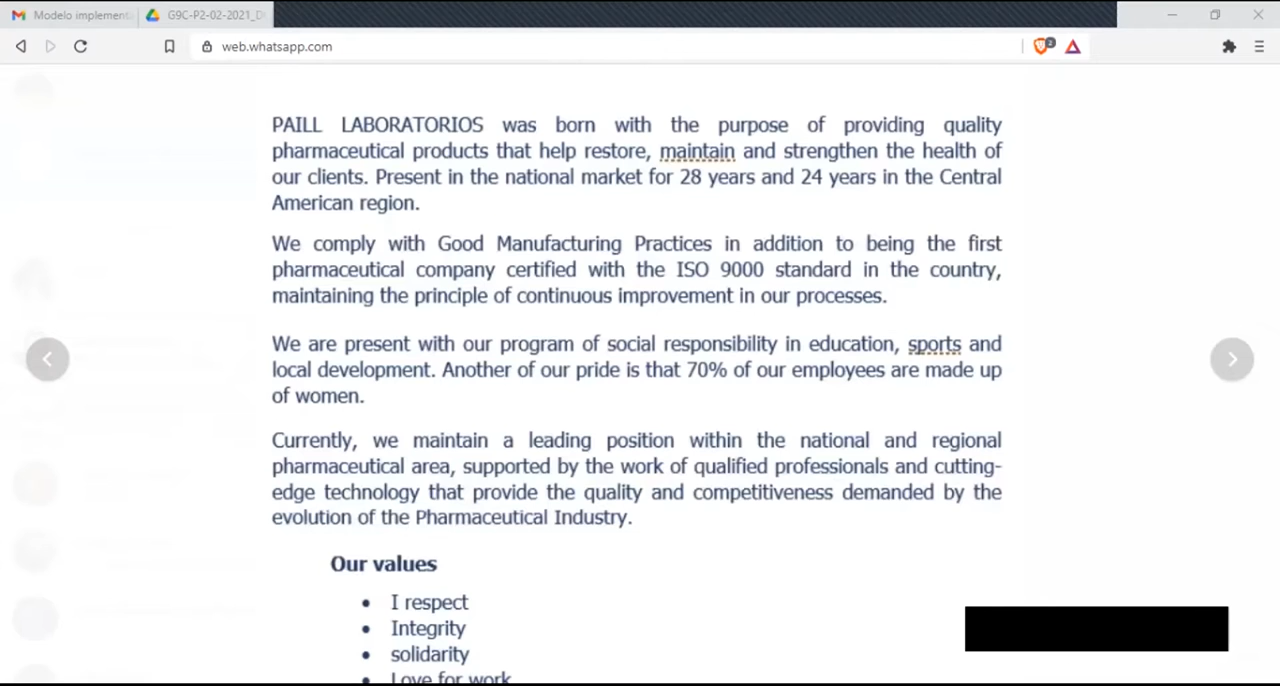 Modelo implement
G9C-P2-02-2021_D
web.whatsapp.com
2
PAILL LABORATORIOS was born with the purpose of providing quality
pharmaceutical products that help restore, maintain and strengthen the health of
our clients. Present in the national market for 28 years and 24 years in the Central
American region.
We comply with Good Manufacturing Practices in addition to being the first
pharmaceutical company certified with the ISO 9000 standard in the country,
maintaining the principle of continuous improvement in our processes.
We are present with our program of social responsibility in education, sports and
local development. Another of our pride is that 70% of our employees are made up
of women.
Currently, we maintain a leading position within the national and regional
pharmaceutical area, supported by the work of qualified professionals and cutting-
edge technology that provide the quality and competitiveness demanded by the
evolution of the Pharmaceutical Industry.
Our values
• I respect
• Integrity
• solidarity
• Love for work